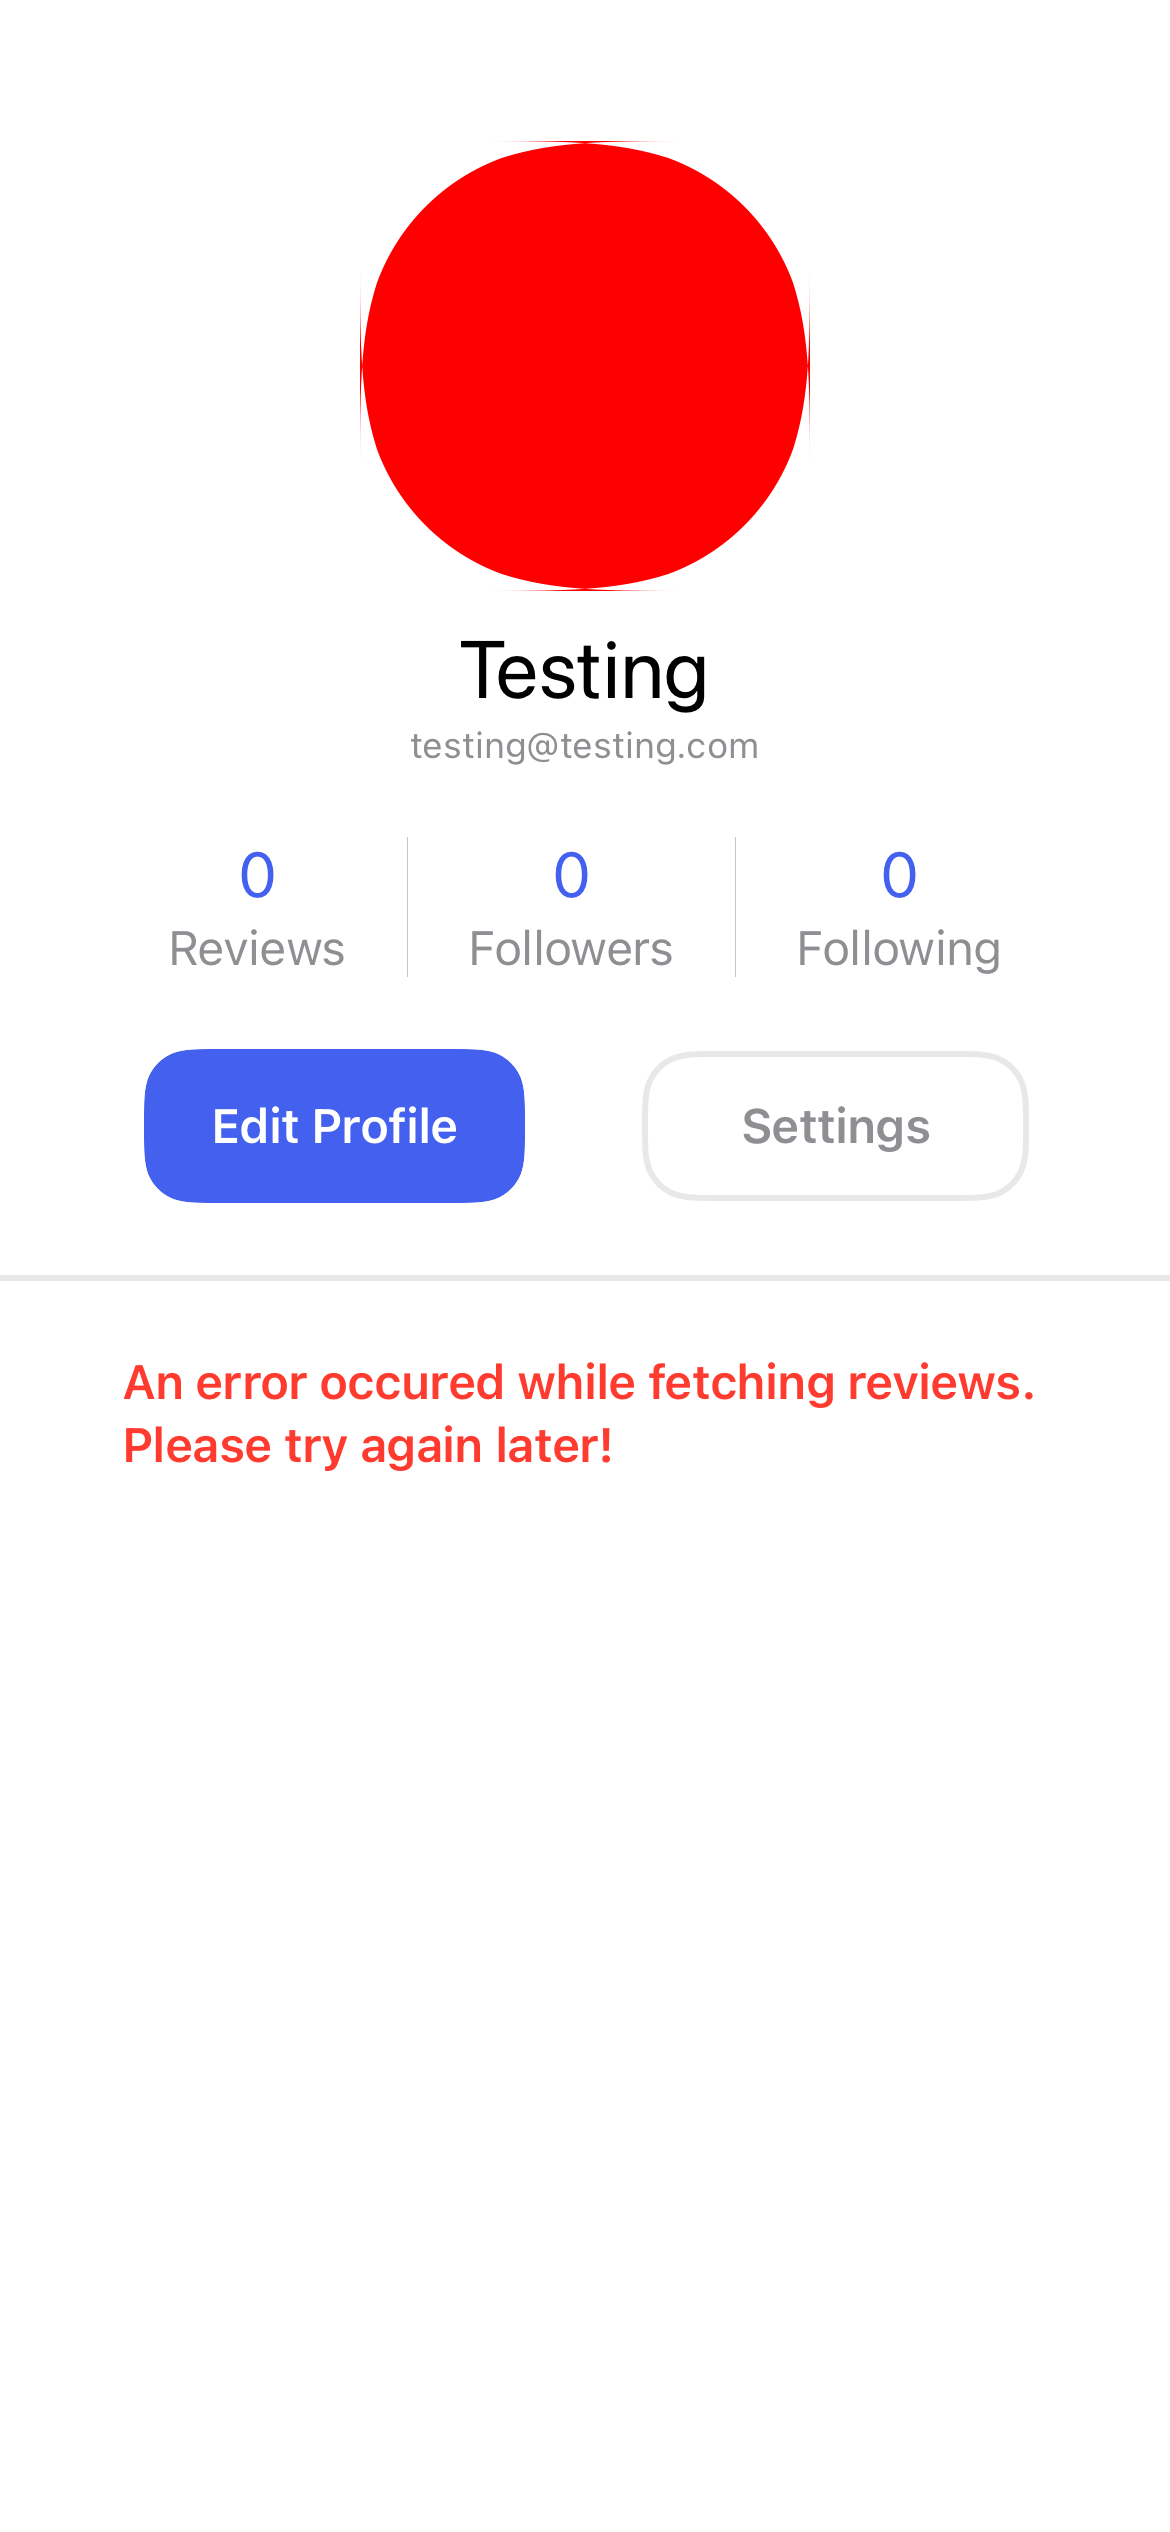 Testing
testing@testing.com
0 0 0
Reviews Followers Following
Edit Profile Settings
An error occured while fetching reviews.
Please try again later!